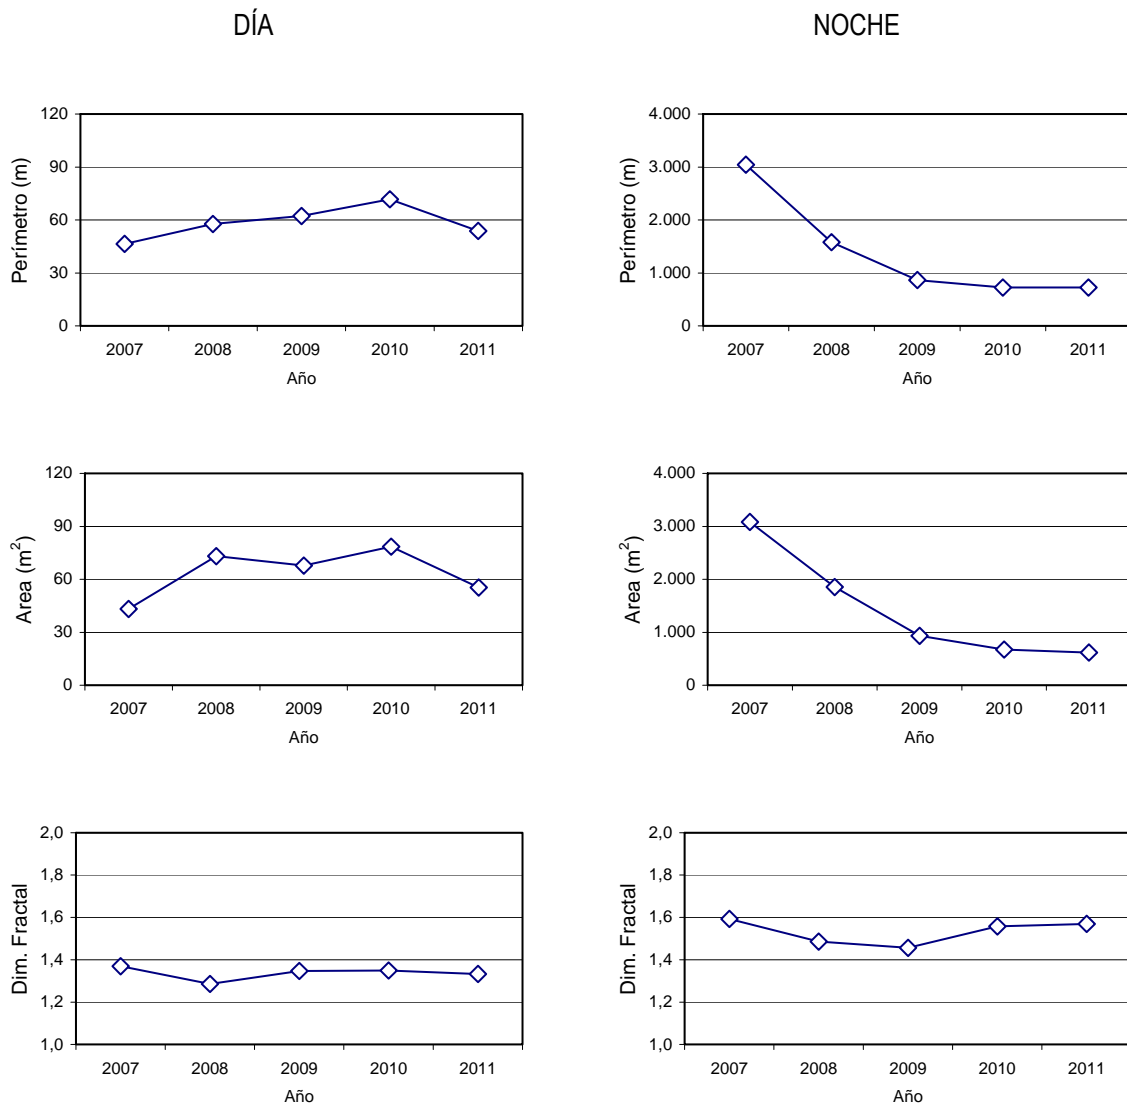 DÍA
NOCHE
120
90
60
30
0
Perímetro (m)
2007 2008 2009 2010 2011
Año
4.000
3.000
2.000
1.000
0
Perímetro (m)
2007 2008 2009 2010 2011
Año
120
90
60
30
0
Area (m²)
2007 2008 2009 2010 2011
Año
4.000
3.000
2.000
1.000
0
Area (m²)
2007 2008 2009 2010 2011
Año
2,0
1,8
1,6
1,4
1,2
1,0
Dim. Fractal
2007 2008 2009 2010 2011
Año
2,0
1,8
1,6
1,4
1,2
1,0
Dim. Fractal
2007 2008 2009 2010 2011
Año